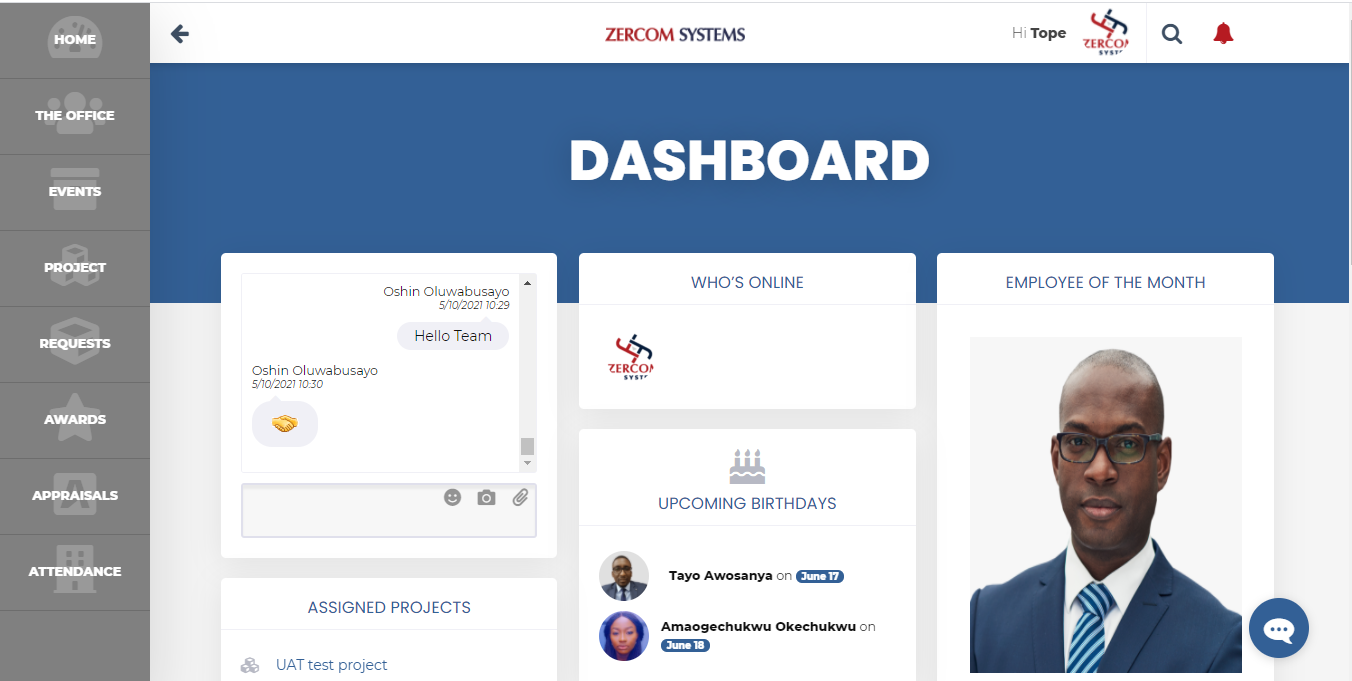 HOME
THE OFFICE
EVENTS
PROJECT
REQUESTS
AWARDS
APPRAISALS
ATTENDANCE
ZERCOM SYSTEMS
Hi Tope
ZERCOM
SYST
DASHBOARD
Oshin Oluwabusayo
5/10/2021 10:29
Hello Team
Oshin Oluwabusayo
5/10/2021 10:30
ASSIGNED PROJECTS
UAT test project
WHO'S ONLINE
ZERCOM
SYST
UPCOMING BIRTHDAYS
Tayo Awosanya on June 17
Amaogechukwu Okechukwu on
June 18
EMPLOYEE OF THE MONTH